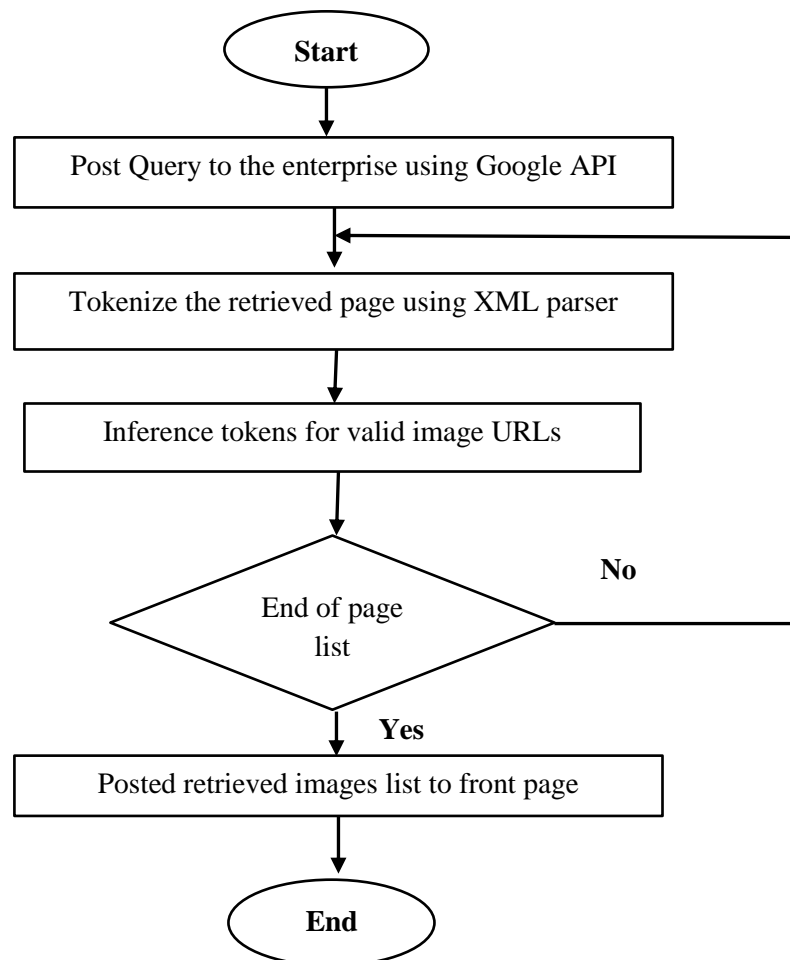 Start
Post Query to the enterprise using Google API
Tokenize the retrieved page using XML parser
Inference tokens for valid image URLs
No
End of page
list
Yes
Posted retrieved images list to front page
End